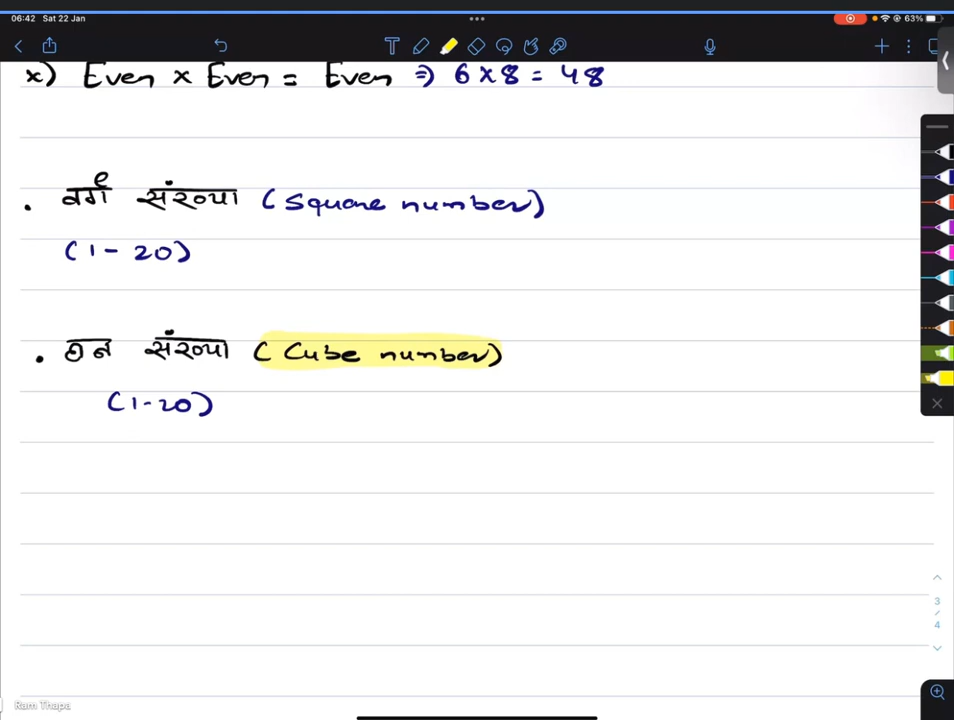 06:42 Sat 22 Jan
63%
x) Even x Even = Even ⇒ 6 x 8 = 48
. वर्ग संख्या (Square number)
(1 - 20)
. घन संख्या (Cube number)
(1-20)
3
/
4
Ram Thapa